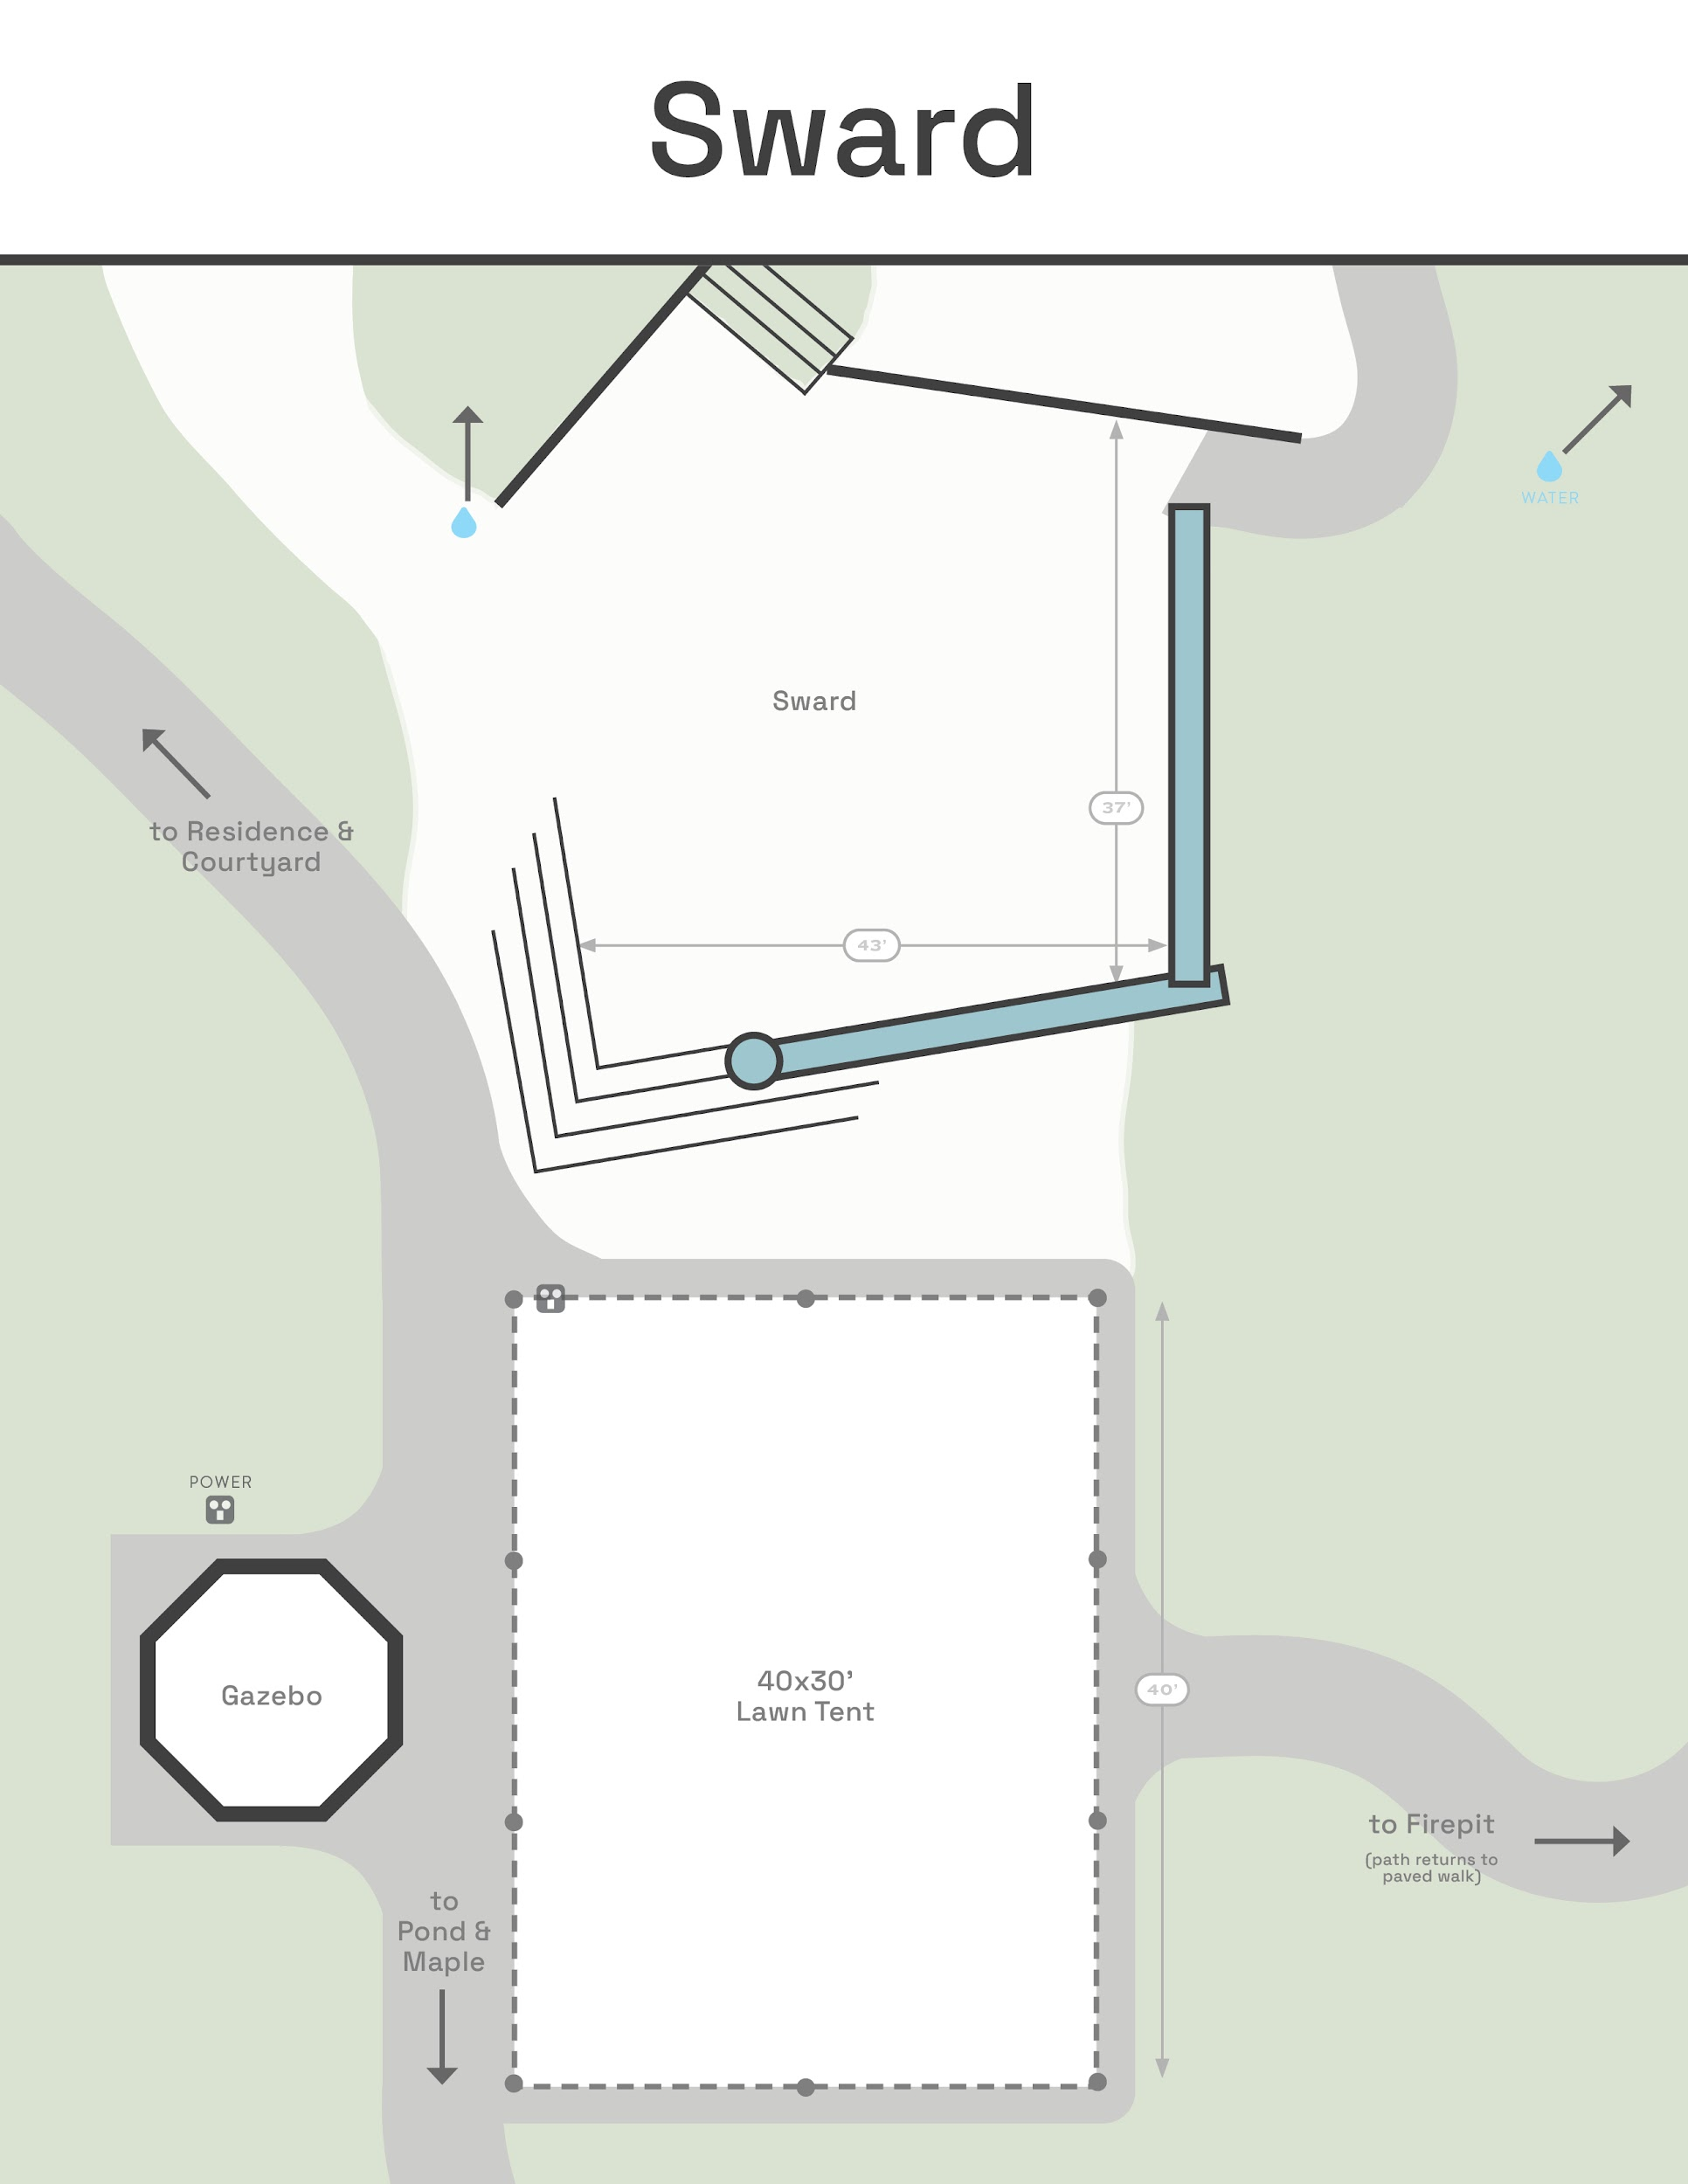 Sward
WATER
Sward
37’
to Residence &
Courtyard
43’
POWER
40x30’
Lawn Tent
40’
Gazebo
to Firepit
(path returns to
paved walk)
to
Pond &
Maple